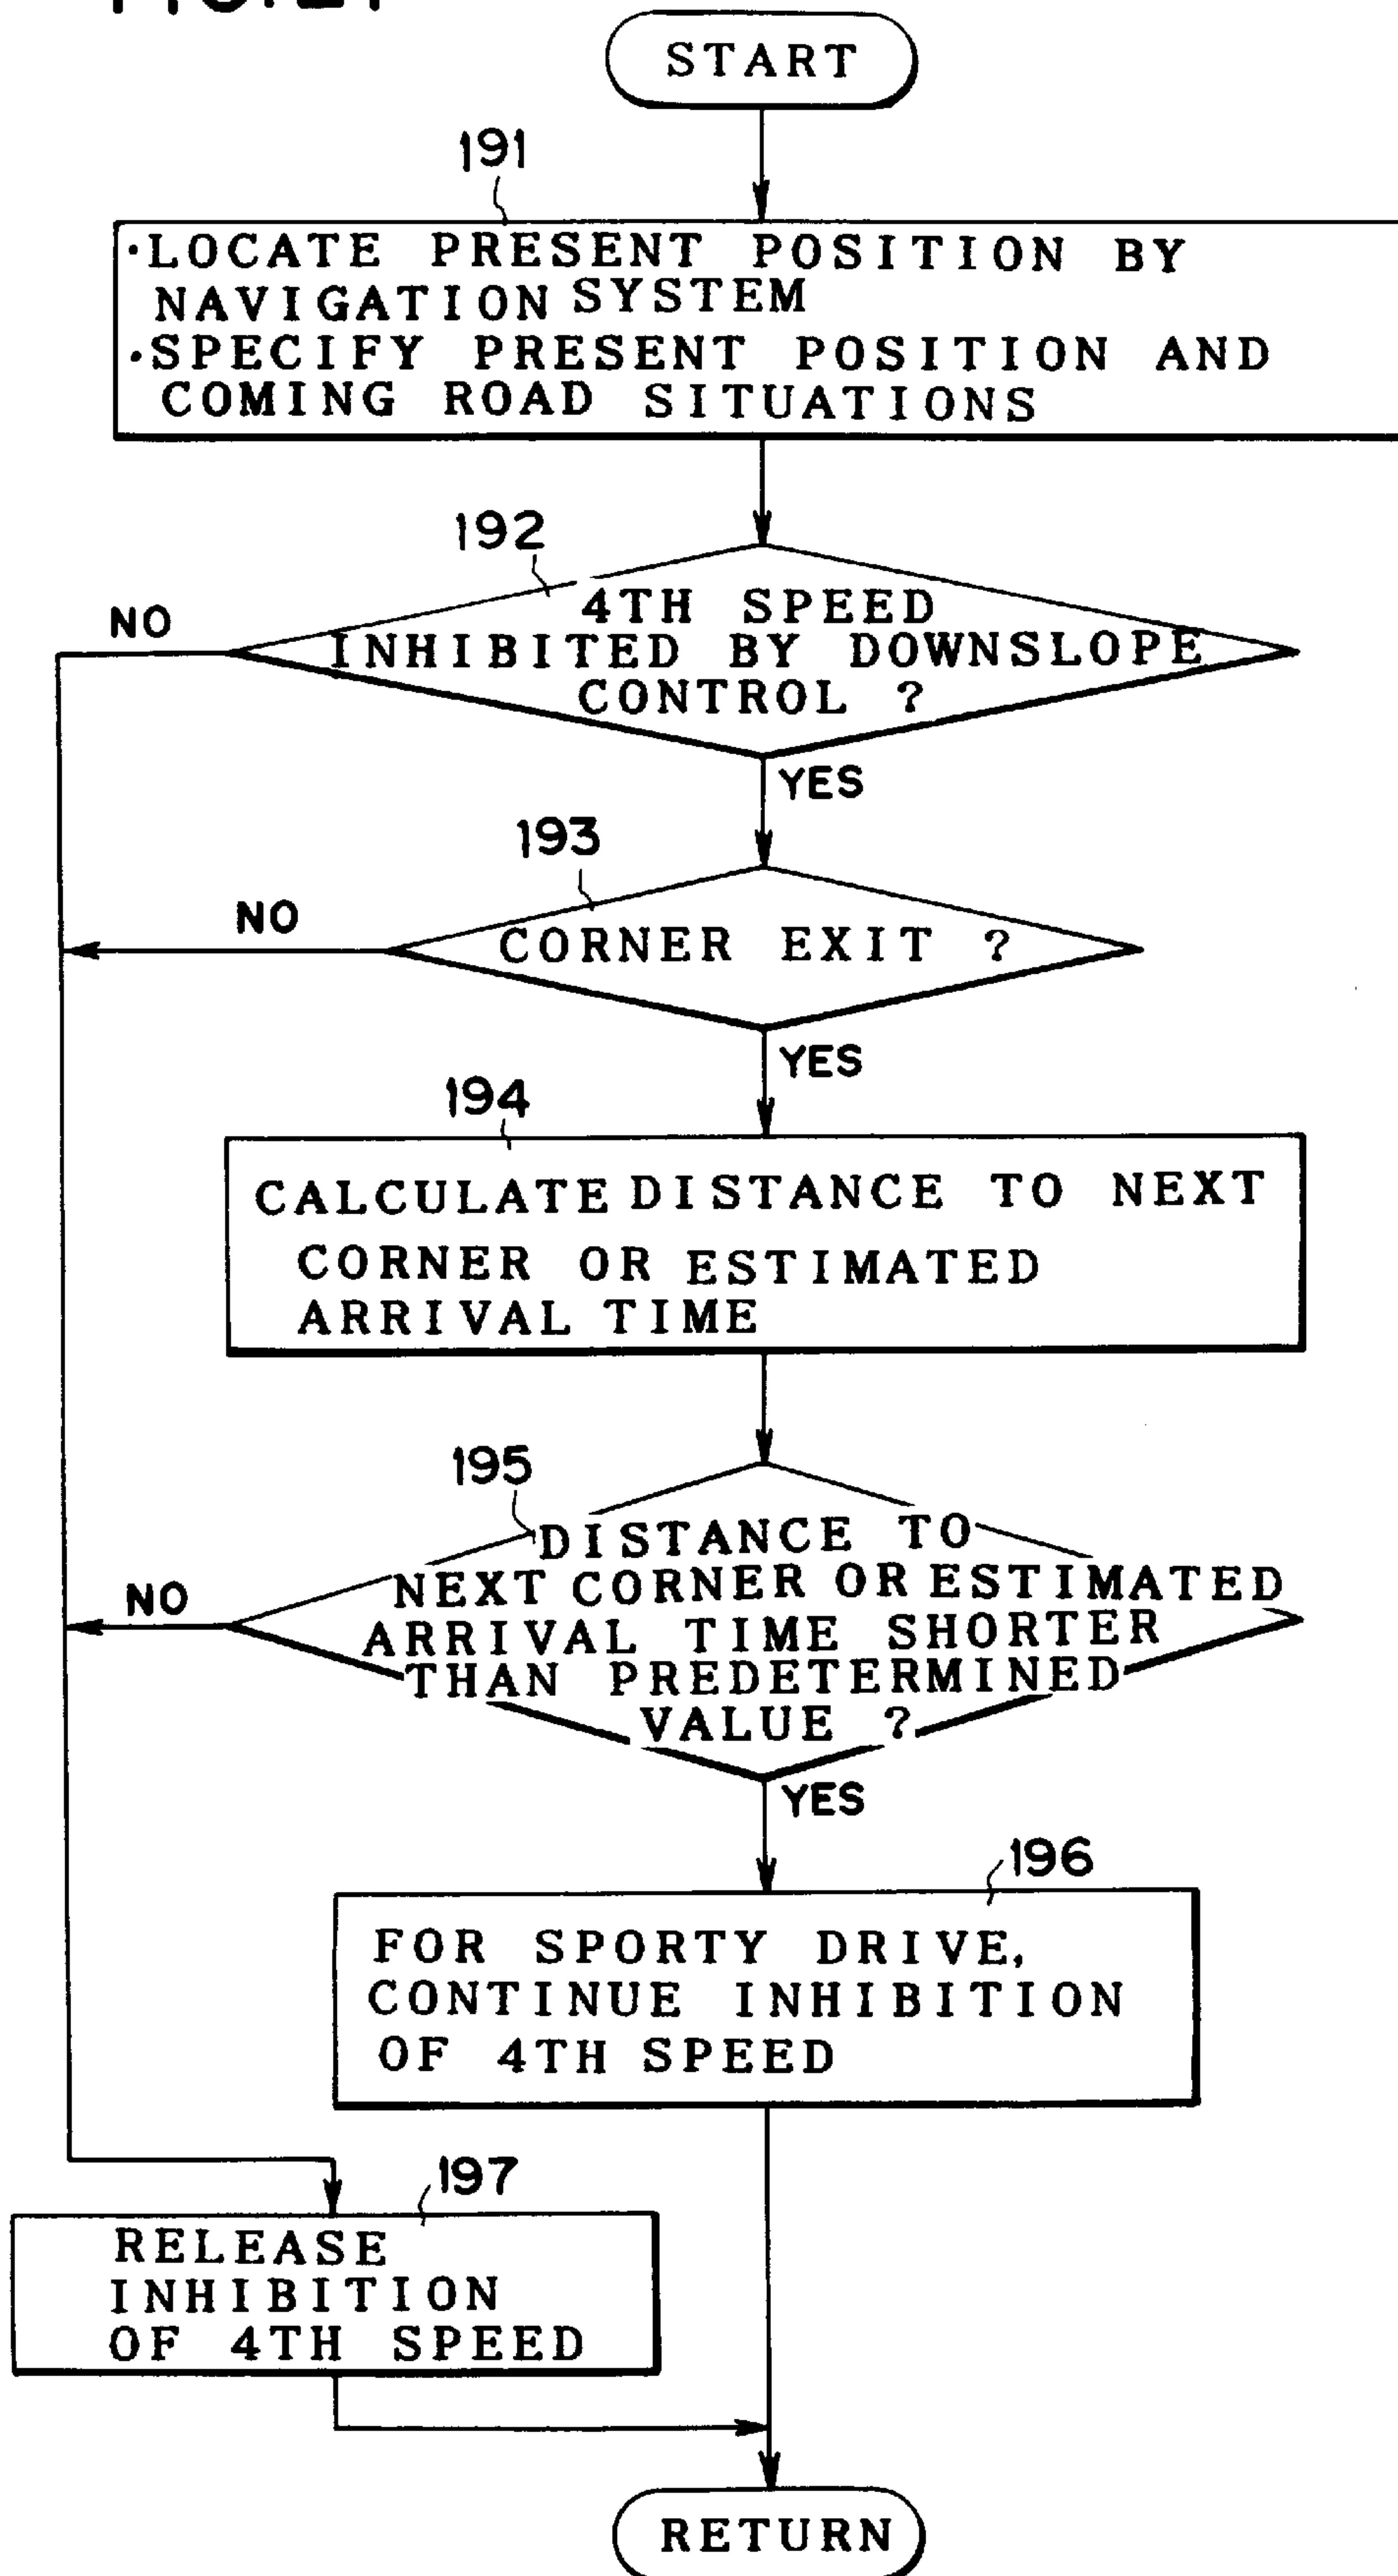 START
191
·LOCATE PRESENT POSITION BY
NAVIGATION SYSTEM
·SPECIFY PRESENT POSITION AND
COMING ROAD SITUATIONS
192
NO
4TH SPEED
INHIBITED BY DOWNSLOPE
CONTROL ?
YES
193
NO
CORNER EXIT ?
YES
194
CALCULATE DISTANCE TO NEXT
CORNER OR ESTIMATED
ARRIVAL TIME
195
NO
DISTANCE TO
NEXT CORNER OR ESTIMATED
ARRIVAL TIME SHORTER
THAN PREDETERMINED
VALUE ?
YES
196
FOR SPORTY DRIVE,
CONTINUE INHIBITION
OF 4TH SPEED
197
RELEASE
INHIBITION
OF 4TH SPEED
RETURN